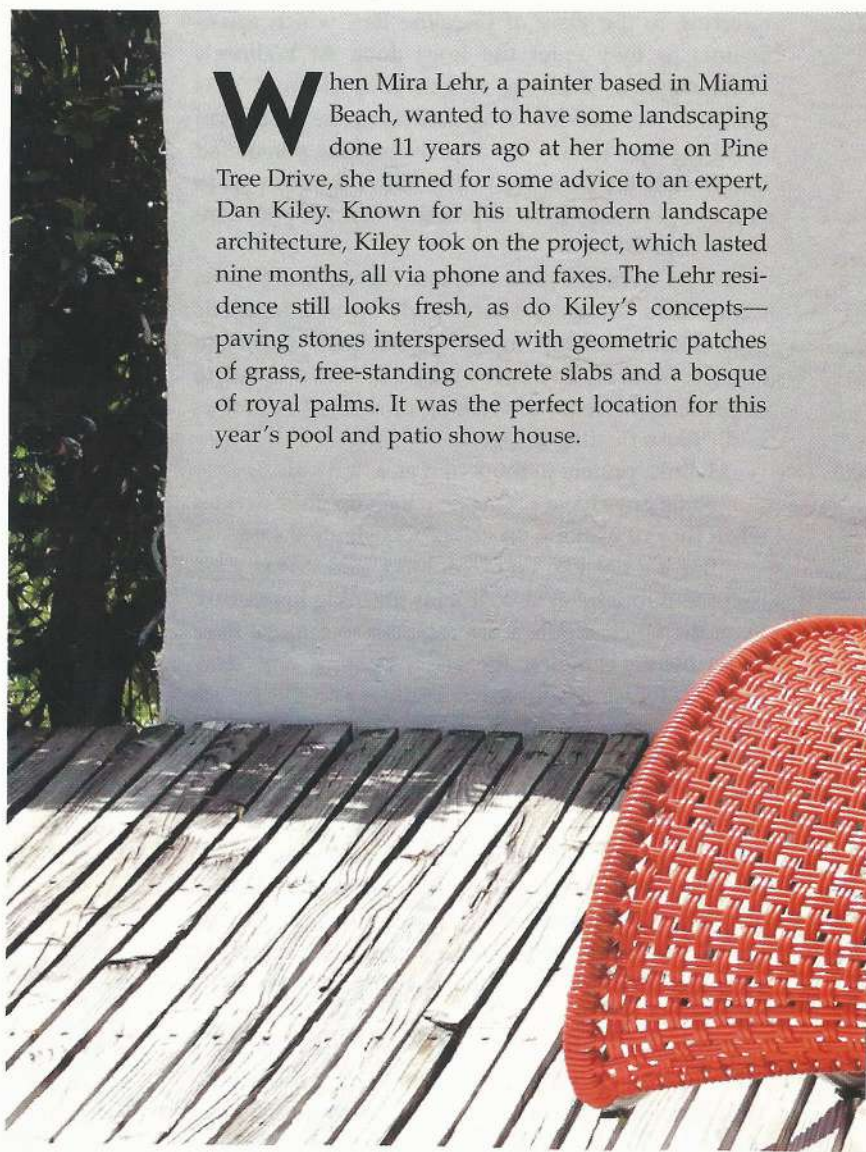 When Mira Lehr, a painter based in Miami
Beach, wanted to have some landscaping
done 11 years ago at her home on Pine
Tree Drive, she turned for some advice to an expert,
Dan Kiley. Known for his ultramodern landscape
architecture, Kiley took on the project, which lasted
nine months, all via phone and faxes. The Lehr resi-
dence still looks fresh, as do Kiley's concepts—
paving stones interspersed with geometric patches
of grass, free-standing concrete slabs and a bosque
of royal palms. It was the perfect location for this
year's pool and patio show house.